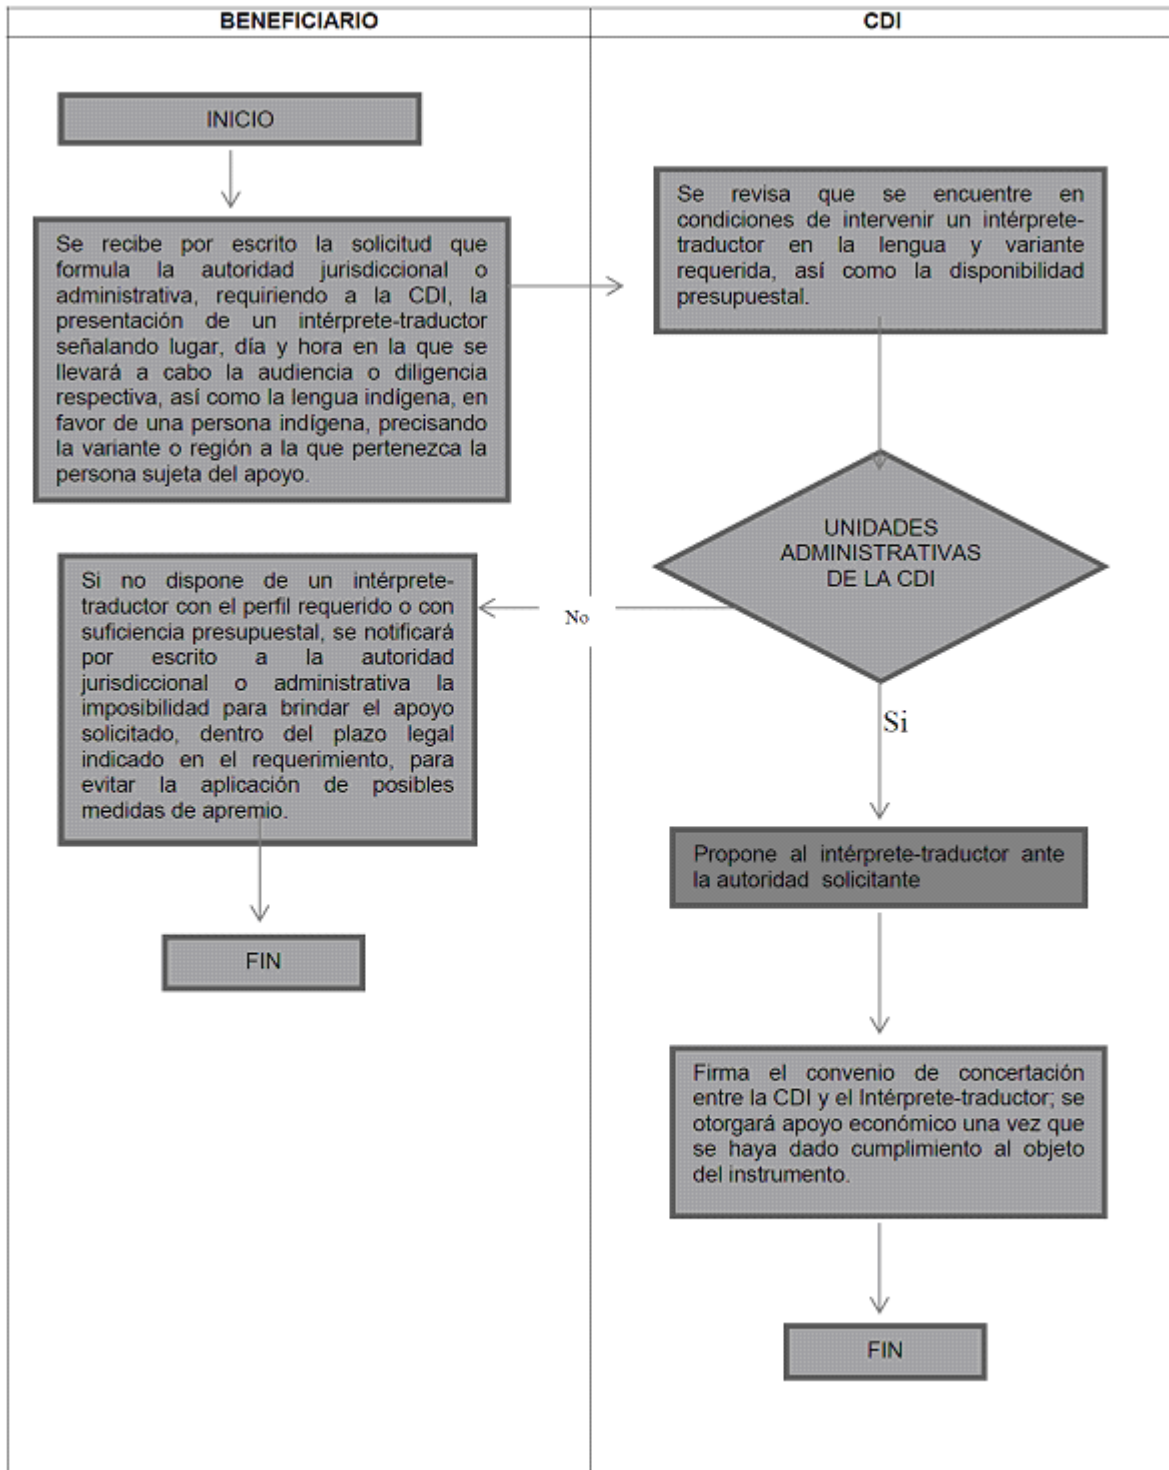 BENEFICIARIO
CDI
INICIO
Se recibe por escrito la solicitud que
formula la autoridad jurisdiccional o
administrativa, requiriendo a la CDI, la
presentación de un intérprete-traductor
señalando lugar, día y hora en la que se
llevará a cabo la audiencia o diligencia
respectiva, así como la lengua indígena, en
favor de una persona indígena, precisando
la variante o región a la que pertenezca la
persona sujeta del apoyo.
Se revisa que se encuentre en
condiciones de intervenir un intérprete-
traductor en la lengua y variante
requerida, así como la disponibilidad
presupuestal.
UNIDADES
ADMINISTRATIVAS
DE LA CDI
No
Si no dispone de un intérprete-
traductor con el perfil requerido o con
suficiencia presupuestal, se notificará
por escrito a la autoridad
jurisdiccional o administrativa la
imposibilidad para brindar el apoyo
solicitado, dentro del plazo legal
indicado en el requerimiento, para
evitar la aplicación de posibles
medidas de apremio.
FIN
Si
Propone al intérprete-traductor ante
la autoridad solicitante
Firma el convenio de concertación
entre la CDI y el Intérprete-traductor; se
otorgará apoyo económico una vez que
se haya dado cumplimiento al objeto
del instrumento.
FIN